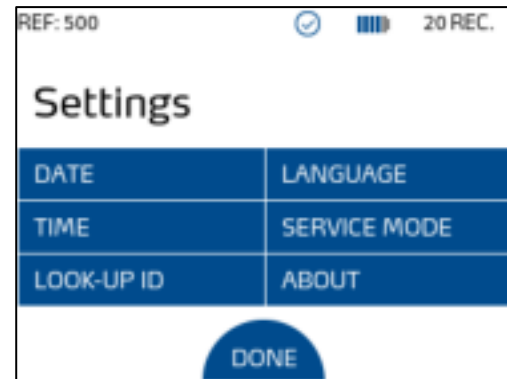 REF: 500 20 REC.
Settings
DATE LANGUAGE
TIME SERVICE MODE
LOOK-UP ID ABOUT
DONE